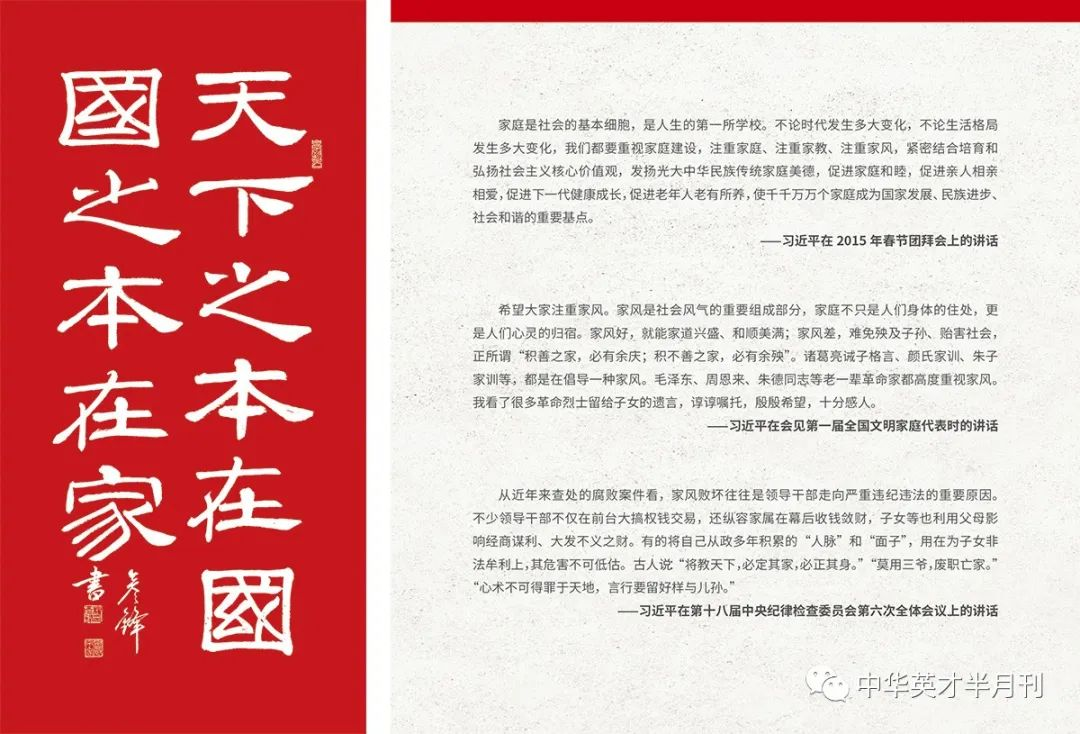 天下之本在國
國之本在家
书
家庭是社会的基本细胞，是人生的第一所学校。不论时代发生多大变化，不论生活格局
发生多大变化，我们都要重视家庭建设，注重家庭、注重家教、注重家风，紧密结合培育和
弘扬社会主义核心价值观，发扬光大中华民族传统家庭美德，促进家庭和睦，促进亲人相亲
相爱，促进下一代健康成长，促进老年人老有所养，使千千万万个家庭成为国家发展、民族进步、
社会和谐的重要基点。
——习近平在 2015 年春节团拜会上的讲话
希望大家注重家风。家风是社会风气的重要组成部分，家庭不只是人们身体的住处，更
是人们心灵的归宿。家风好，就能家道兴盛、和顺美满；家风差，难免殃及子孙、贻害社会，
正所谓“积善之家，必有余庆；积不善之家，必有余殃”。诸葛亮诫子格言、颜氏家训、朱子
家训等，都是在倡导一种家风。毛泽东、周恩来、朱德同志等老一辈革命家都高度重视家风。
我看了很多革命烈士留给子女的遗言，谆谆嘱托，殷殷希望，十分感人。
——习近平在会见第一届全国文明家庭代表时的讲话
从近年来查处的腐败案件看，家风败坏往往是领导干部走向严重违纪违法的重要原因。
不少领导干部不仅在前台大搞权钱交易，还纵容家属在幕后收钱敛财，子女等也利用父母影
响经商谋利、大发不义之财。有的将自己从政多年积累的“人脉”和“面子”，用在为子女非
法牟利上，其危害不可低估。古人说“将教天下，必定其家，必正其身。”“莫用三爷，废职亡家。”
“心术不可得罪于天地，言行要留好样与儿孙。”
——习近平在第十八届中央纪律检查委员会第六次全体会议上的讲话
中华英才半月刊